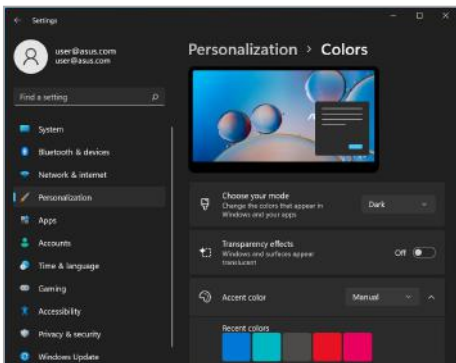 Settings
user@asus.com
user@asus.com
Find a setting
System
Bluetooth & devices
Network & internet
Personalization
Apps
Accounts
Time & language
Gaming
Accessibility
Privacy & security
Windows Update
Personalization > Colors
Choose your mode
Change the colors that appear in
Windows and your apps
Dark
Transparency effects
Windows and surfaces appear
translucent
Off
Accent color
Manual
Recent colors